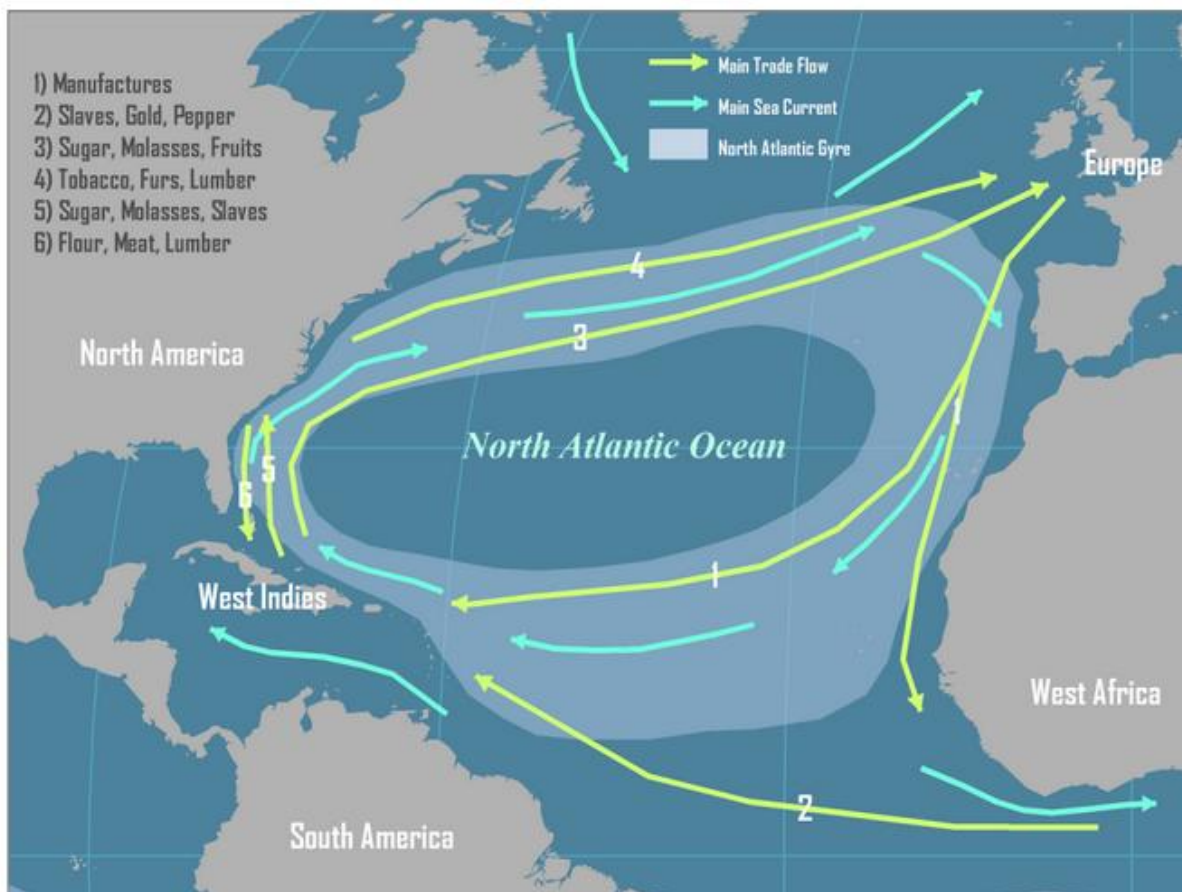 1) Manufactures
2) Slaves, Gold, Pepper
3) Sugar, Molasses, Fruits
4) Tobacco, Furs, Lumber
5) Sugar, Molasses, Slaves
6) Flour, Meat, Lumber
Main Trade Flow
Main Sea Current
North Atlantic Gyre
Europe
4
3
North America
1
North Atlantic Ocean
5
6
1
West Indies
West Africa
2
South America